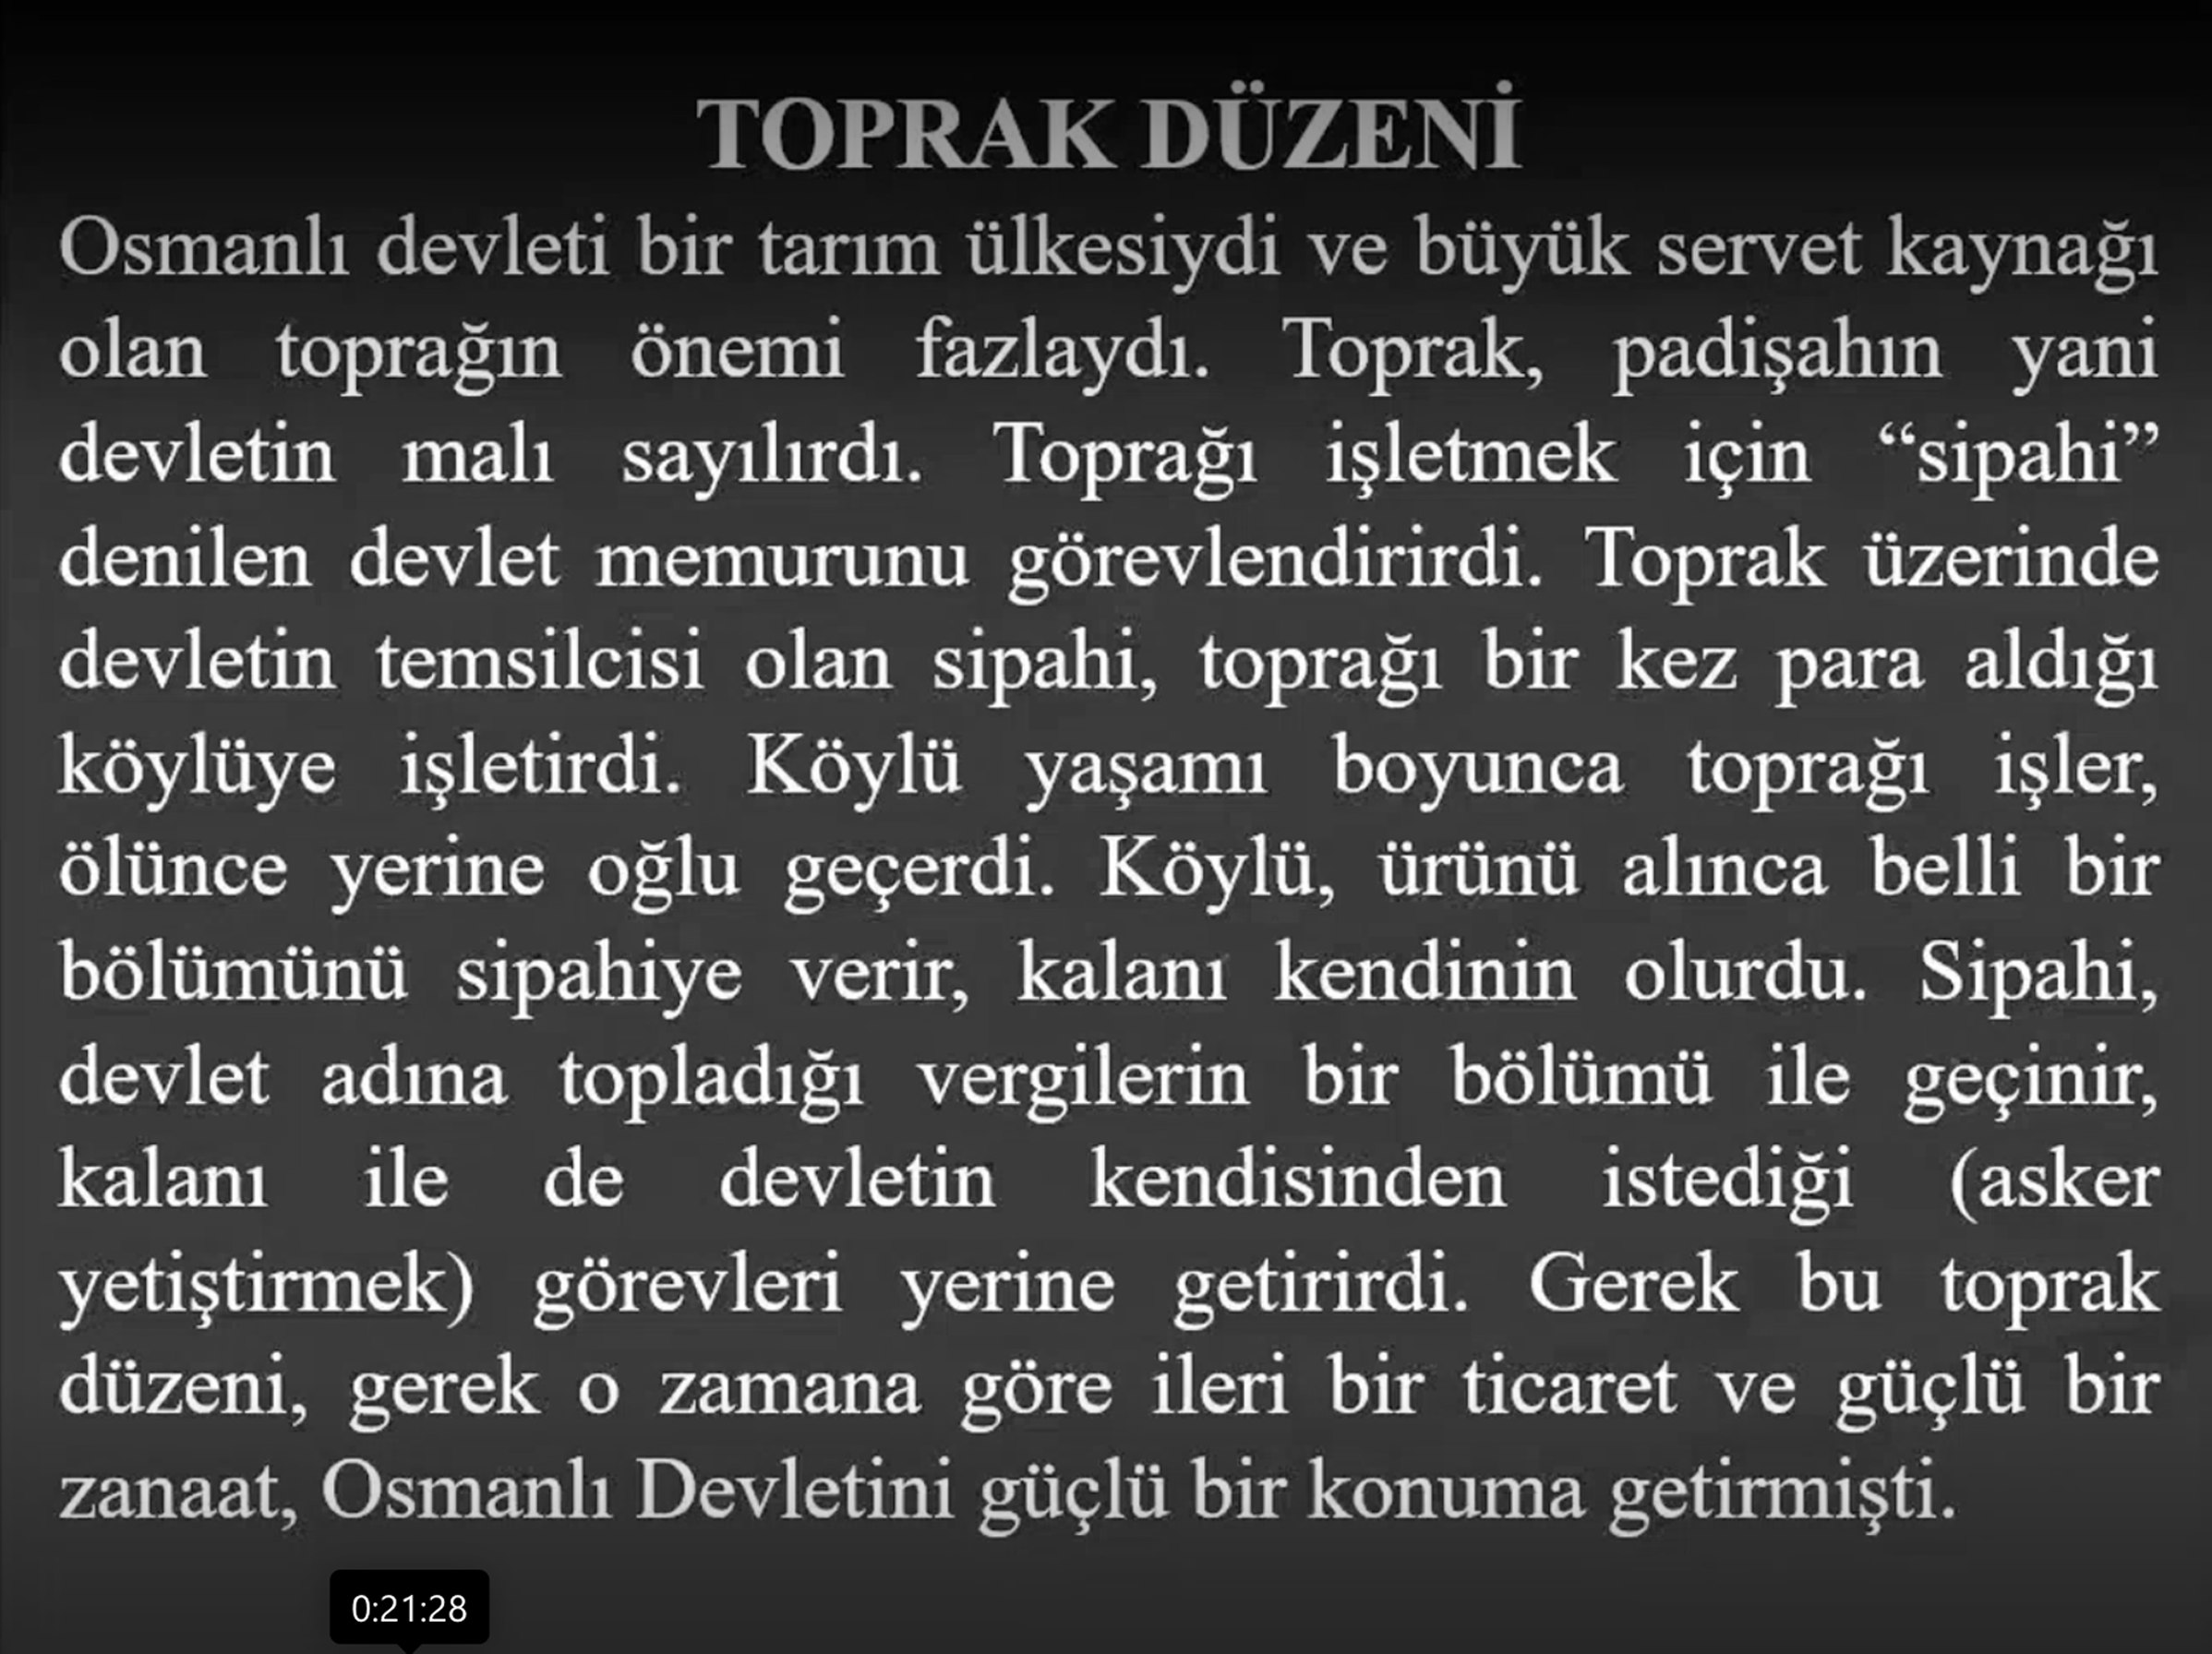 TOPRAK DÜZENİ
Osmanlı devleti bir tarım ülkesiydi ve büyük servet kaynağı
olan toprağın önemi fazlaydı. Toprak, padişahın yani
devletin malı sayılırdı. Toprağı işletmek için “sipahi”
denilen devlet memurunu görevlendirirdi. Toprak üzerinde
devletin temsilcisi olan sipahi, toprağı bir kez para aldığı
köylüye işletirdi. Köylü yaşamı boyunca toprağı işler,
ölünce yerine oğlu geçerdi. Köylü, ürünü alınca belli bir
bölümünü sipahiye verir, kalanı kendinin olurdu. Sipahi,
devlet adına topladığı vergilerin bir bölümü ile geçinir,
kalanı ile de devletin kendisinden istediği (asker
yetiştirmek) görevleri yerine getirirdi. Gerek bu toprak
düzeni, gerek o zamana göre ileri bir ticaret ve güçlü bir
zanaat, Osmanlı Devletini güçlü bir konuma getirmişti.
0:21:28